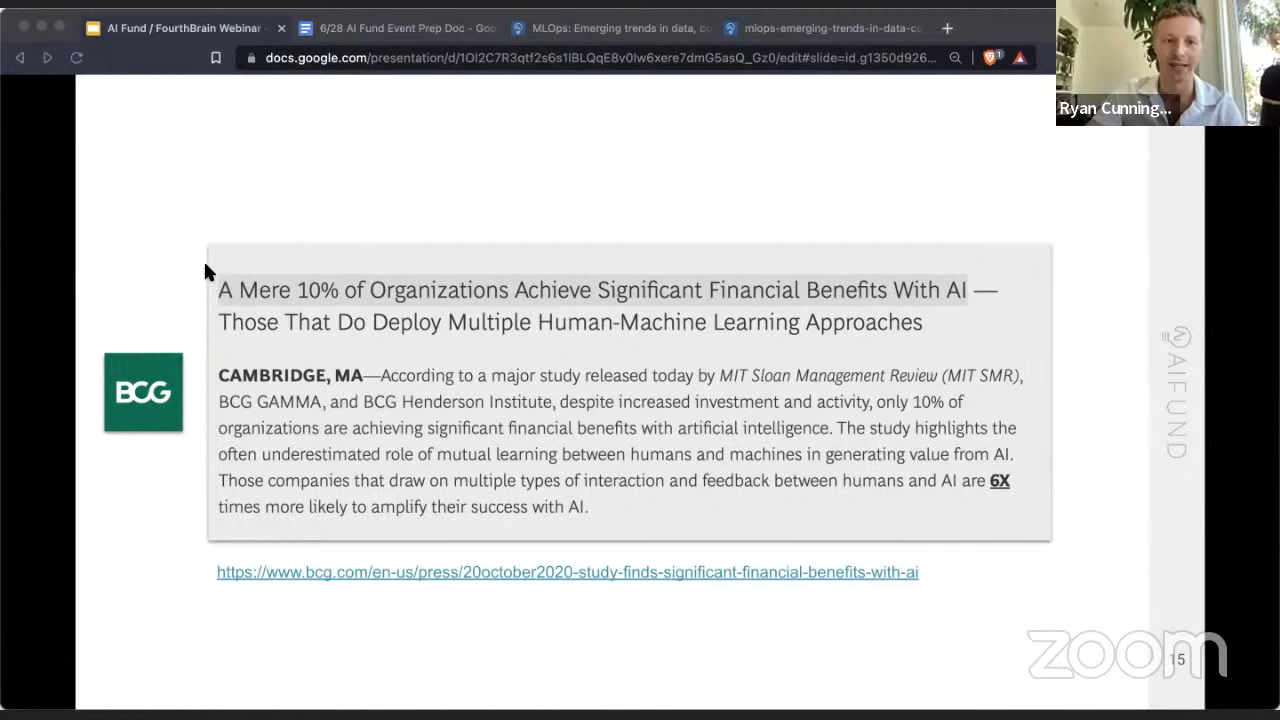 AI Fund / FourthBrain Webinar
6/28 AI Fund Event Prep Doc - Goo
MLOps: Emerging trends in data, co
mlops-emerging-trends-in-data-co
docs.google.com/presentation/d/1OI2C7R3qtf2s6s1IBLQqE8v0lw6xere7dmG5asQ_Gz0/edit#slide=id.g1350d926...
1
Ryan Cunning...
A Mere 10% of Organizations Achieve Significant Financial Benefits With AI —
Those That Do Deploy Multiple Human-Machine Learning Approaches
CAMBRIDGE, MA—According to a major study released today by MIT Sloan Management Review (MIT SMR),
BCG GAMMA, and BCG Henderson Institute, despite increased investment and activity, only 10% of
organizations are achieving significant financial benefits with artificial intelligence. The study highlights the
often underestimated role of mutual learning between humans and machines in generating value from AI.
Those companies that draw on multiple types of interaction and feedback between humans and AI are 6X
times more likely to amplify their success with AI.
BCG
https://www.bcg.com/en-us/press/20october2020-study-finds-significant-financial-benefits-with-ai
AIFUND
zoom
15